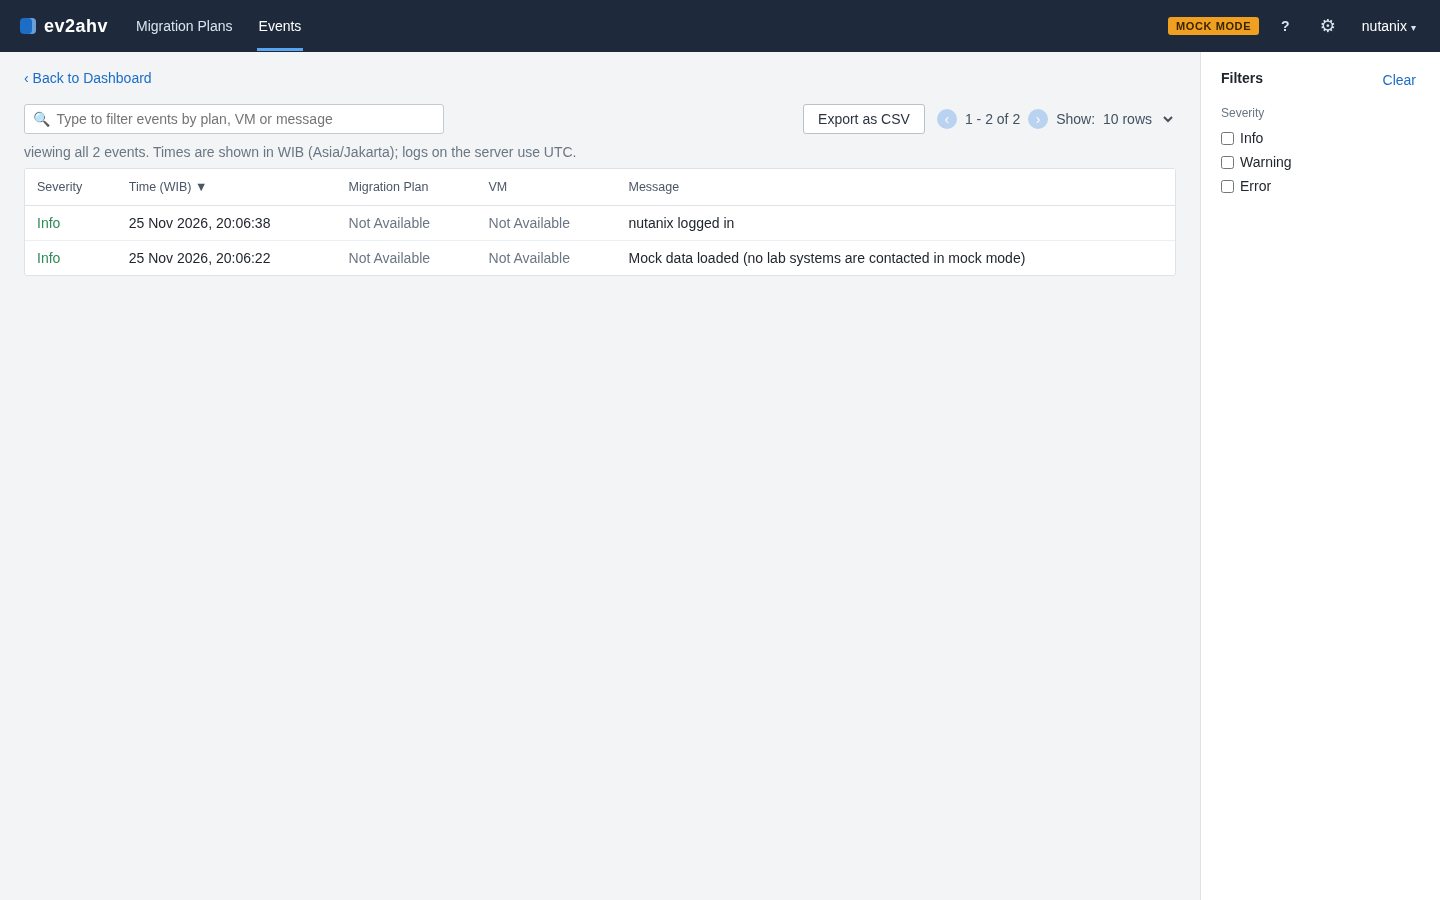 ev2ahv
Migration Plans
Events
MOCK MODE
?
nutanix ▾
‹ Back to Dashboard
Type to filter events by plan, VM or message
Export as CSV
‹ 1 - 2 of 2 ›
Show: 10 rows
viewing all 2 events. Times are shown in WIB (Asia/Jakarta); logs on the server use UTC.
Severity Time (WIB) ▼ Migration Plan VM Message
Info 25 Nov 2026, 20:06:38 Not Available Not Available nutanix logged in
Info 25 Nov 2026, 20:06:22 Not Available Not Available Mock data loaded (no lab systems are contacted in mock mode)
Filters
Clear
Severity
Info
Warning
Error